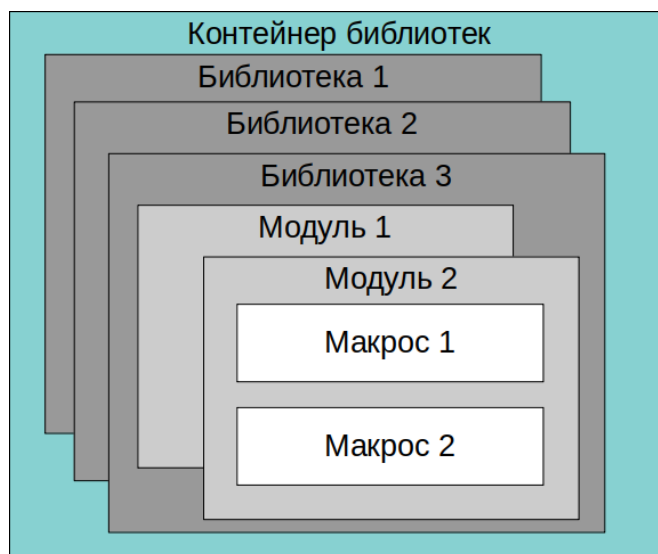 Контейнер библиотек
Библиотека 1
Библиотека 2
Библиотека 3
Модуль 1
Модуль 2
Макрос 1
Макрос 2